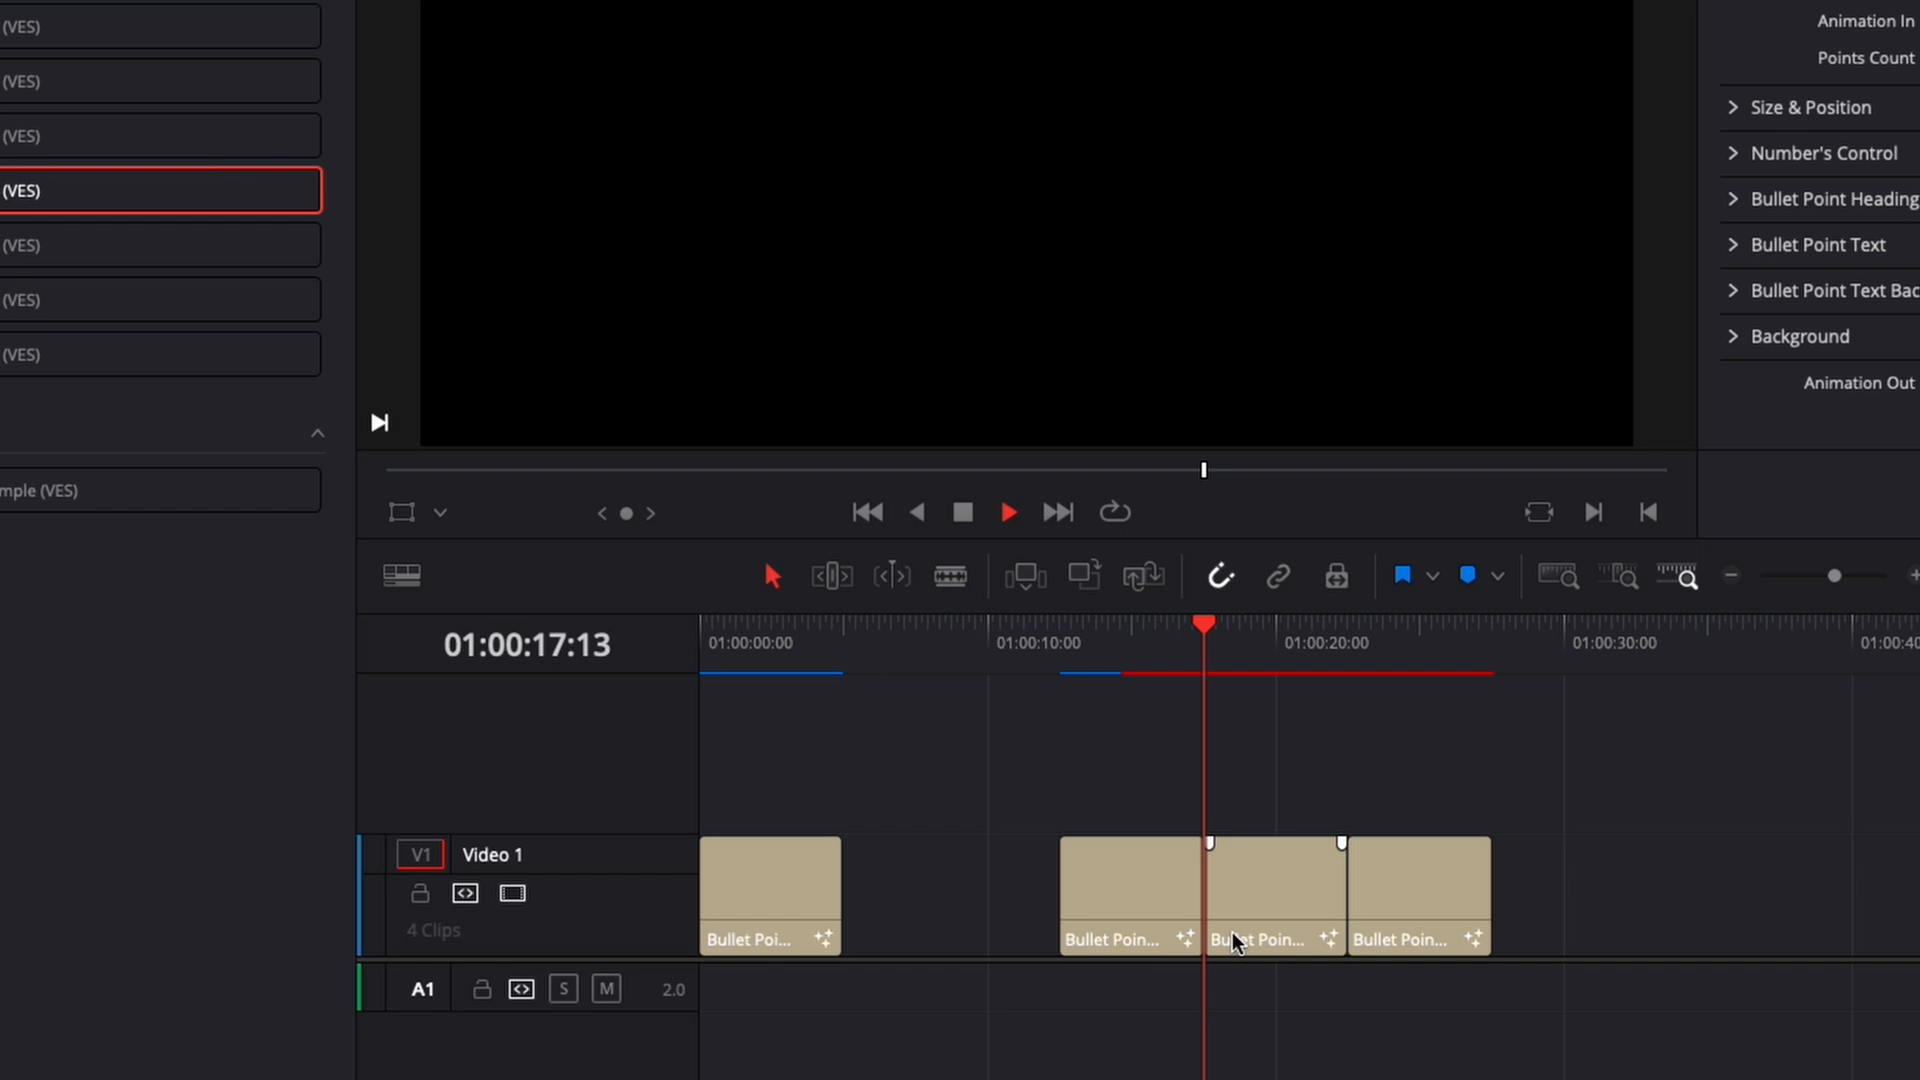 (VES)
(VES)
(VES)
(VES)
(VES)
(VES)
(VES)
mple (VES)
Animation In
Points Count
Size & Position
Number's Control
Bullet Point Heading
Bullet Point Text
Bullet Point Text Bac
Background
Animation Out
01:00:17:13
01:00:00:00
01:00:10:00
01:00:20:00
01:00:30:00
01:00:40
V1 Video 1
4 Clips
Bullet Poi...
Bullet Poin...
Bullet Poin...
Bullet Poin...
A1 S M 2.0